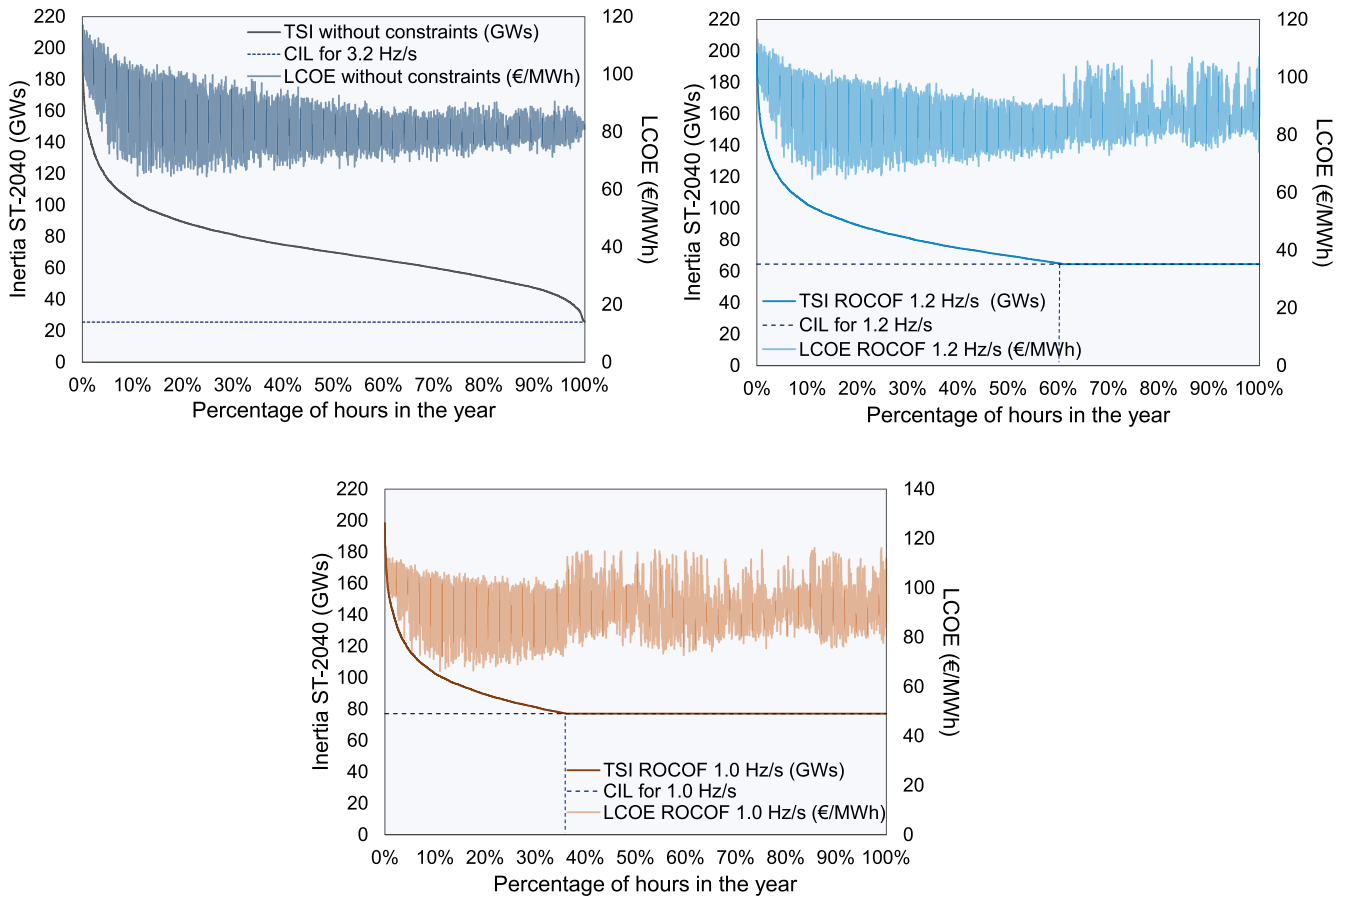 220
200
180
160
140
120
100
80
60
40
20
0
Inertia ST-2040 (GWs)
TSI without constraints (GWs)
CIL for 3.2 Hz/s
LCOE without constraints (€/MWh)
120
100
80
60
40
20
0
LCOE (€/MWh)
0% 10% 20% 30% 40% 50% 60% 70% 80% 90% 100%
Percentage of hours in the year
220
200
180
160
140
120
100
80
60
40
20
0
Inertia ST-2040 (GWs)
TSI ROCOF 1.2 Hz/s (GWs)
CIL for 1.2 Hz/s
LCOE ROCOF 1.2 Hz/s (€/MWh)
120
100
80
60
40
20
0
LCOE (€/MWh)
0% 10% 20% 30% 40% 50% 60% 70% 80% 90% 100%
Percentage of hours in the year
220
200
180
160
140
120
100
80
60
40
20
0
Inertia ST-2040 (GWs)
TSI ROCOF 1.0 Hz/s (GWs)
CIL for 1.0 Hz/s
LCOE ROCOF 1.0 Hz/s (€/MWh)
140
120
100
80
60
40
20
0
LCOE (€/MWh)
0% 10% 20% 30% 40% 50% 60% 70% 80% 90% 100%
Percentage of hours in the year